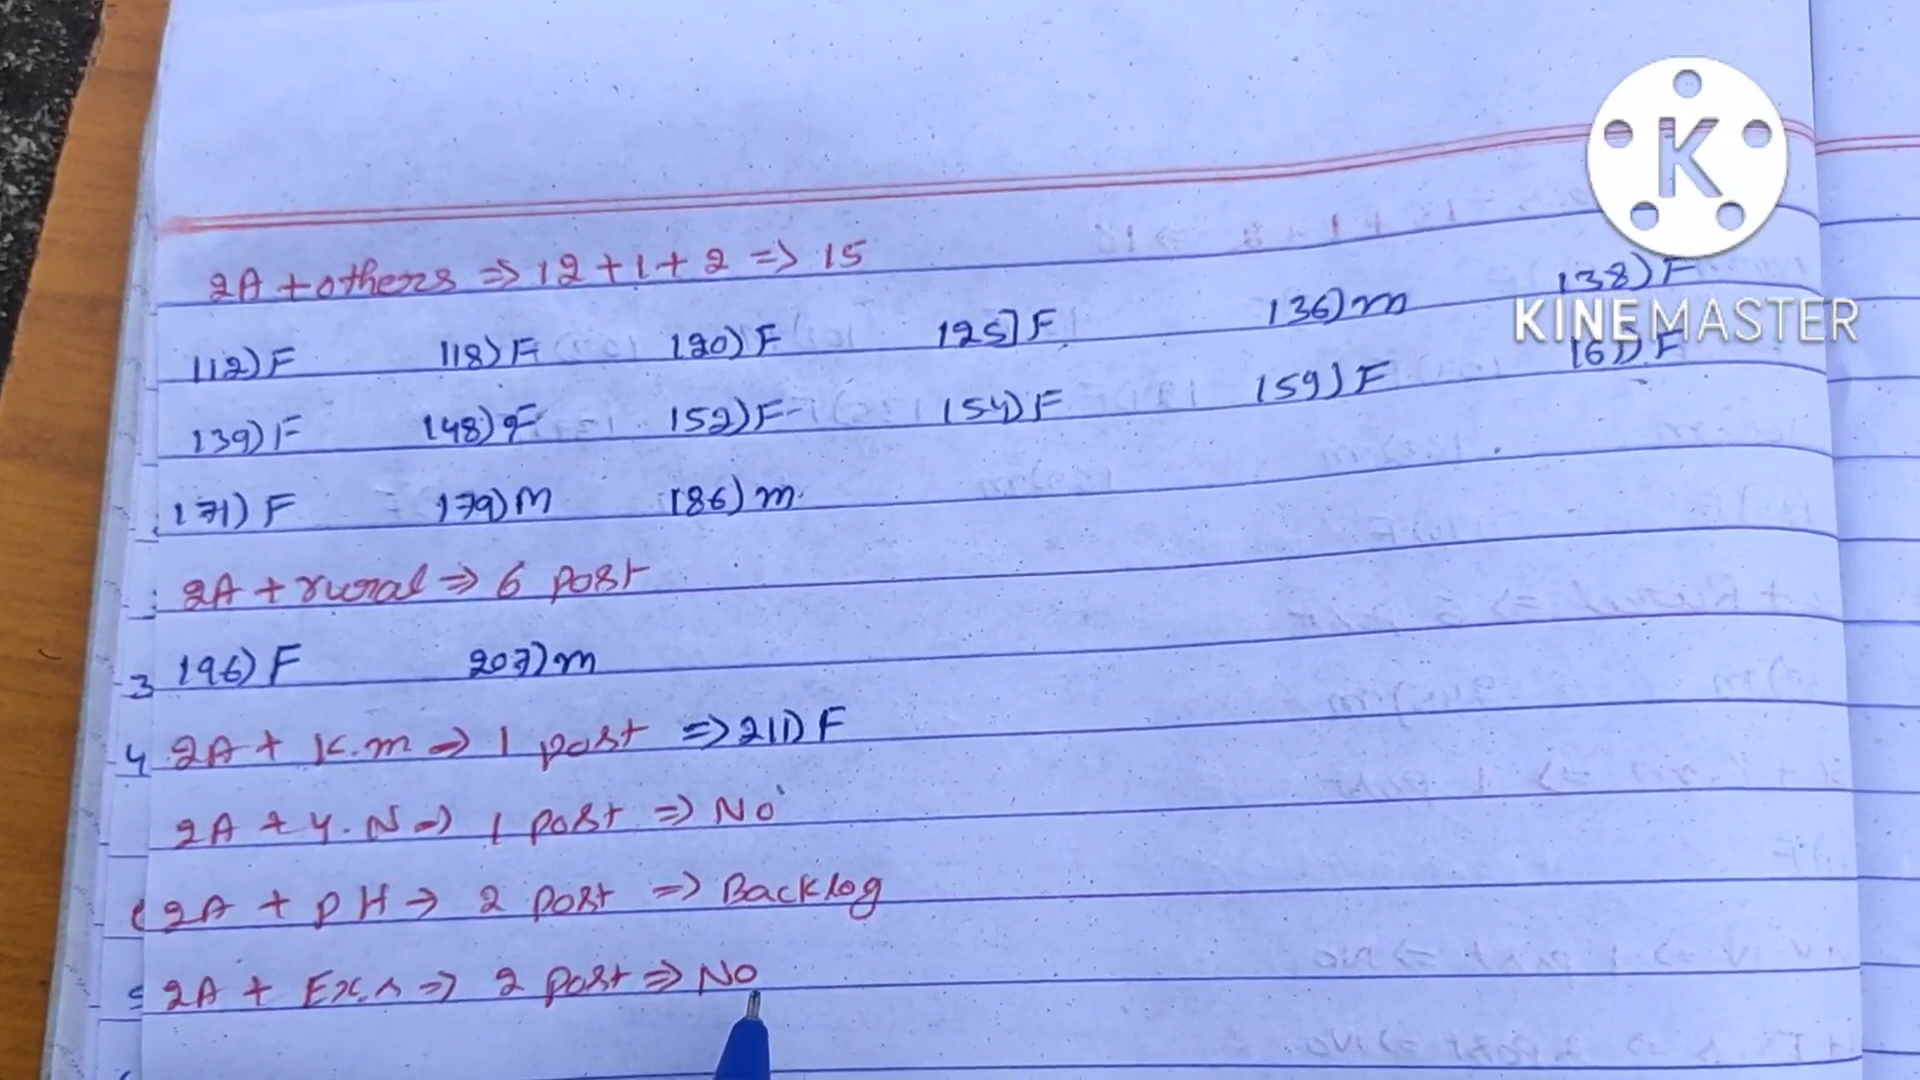 2A + others => 12 + 1 + 2 => 15
112) F 118) F 120) F 125] F 136) m 138) F
139) F 148) F 152) F 154) F 159) F 161) F
171) F 179) M 186) m
2A + rural => 6 post
3 196) F 207) m
4 2A + K.m => 1 post => 211) F
2A + Y.N => 1 post => No
2A + PH -> 2 post => Backlog
2A + Ex.s => 2 post => No
K
KINEMASTER